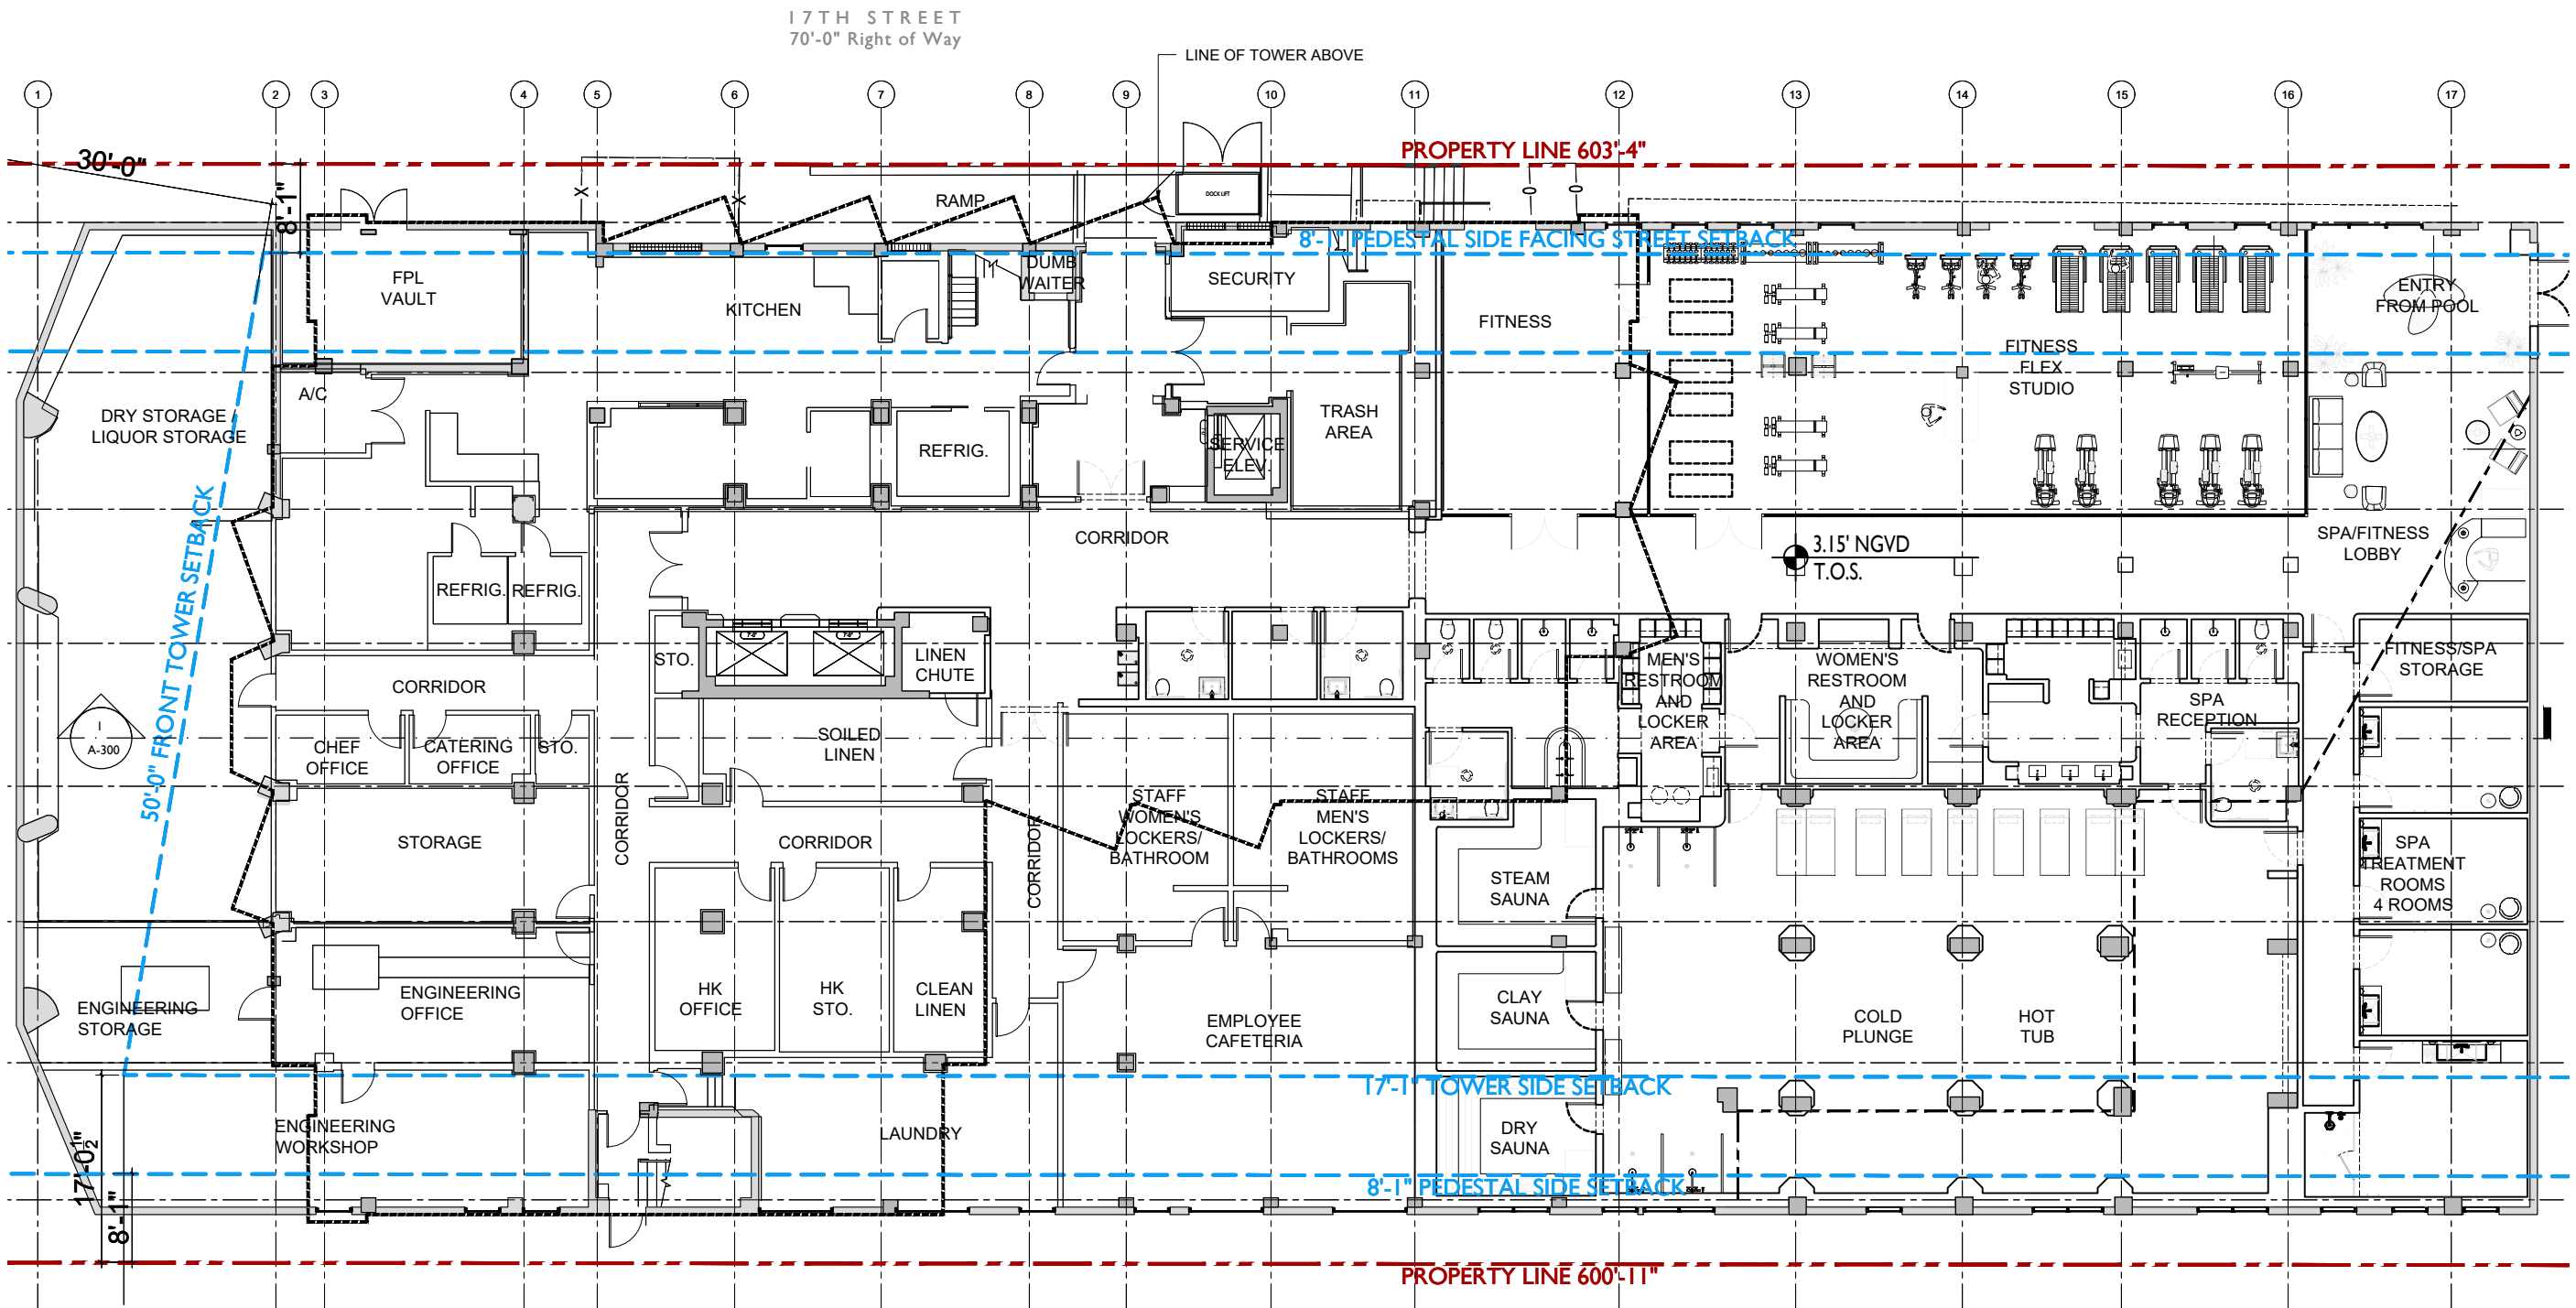 17TH STREET
70'-0" Right of Way
LINE OF TOWER ABOVE
1
2
3
4
5
6
7
8
9
10
11
12
13
14
15
16
17
PROPERTY LINE 603'-4"
30'-0"
8'-1"
X
X
RAMP
DOCK LIFT
0
0
8'-1" PEDESTAL SIDE FACING STREET SETBACK
FPL
VAULT
KITCHEN
DUMB
WAITER
SECURITY
FITNESS
ENTRY
FROM POOL
FITNESS
FLEX
STUDIO
A/C
DRY STORAGE /
LIQUOR STORAGE
REFRIG.
SERVICE
ELEV.
TRASH
AREA
50'-0" FRONT TOWER SETBACK
CORRIDOR
3.15' NGVD
T.O.S.
SPA/FITNESS
LOBBY
REFRIG.
REFRIG.
STO.
LINEN
CHUTE
MEN'S
RESTROOM
AND
LOCKER
AREA
WOMEN'S
RESTROOM
AND
LOCKER
AREA
SPA
RECEPTION
FITNESS/SPA
STORAGE
CORRIDOR
1
A-300
CHEF
OFFICE
CATERING
OFFICE
STO.
SOILED
LINEN
CORRIDOR
STORAGE
CORRIDOR
CORRIDOR
STAFF
WOMEN'S
LOCKERS/
BATHROOM
STAFF
MEN'S
LOCKERS/
BATHROOMS
STEAM
SAUNA
SPA
TREATMENT
ROOMS
4 ROOMS
ENGINEERING
STORAGE
ENGINEERING
OFFICE
HK
OFFICE
HK
STO.
CLEAN
LINEN
EMPLOYEE
CAFETERIA
CLAY
SAUNA
COLD
PLUNGE
HOT
TUB
17'-1" TOWER SIDE SETBACK
17'-0 1/2"
ENGINEERING
WORKSHOP
LAUNDRY
DRY
SAUNA
8'-1" PEDESTAL SIDE SETBACK
8'-1"
PROPERTY LINE 600'-11"